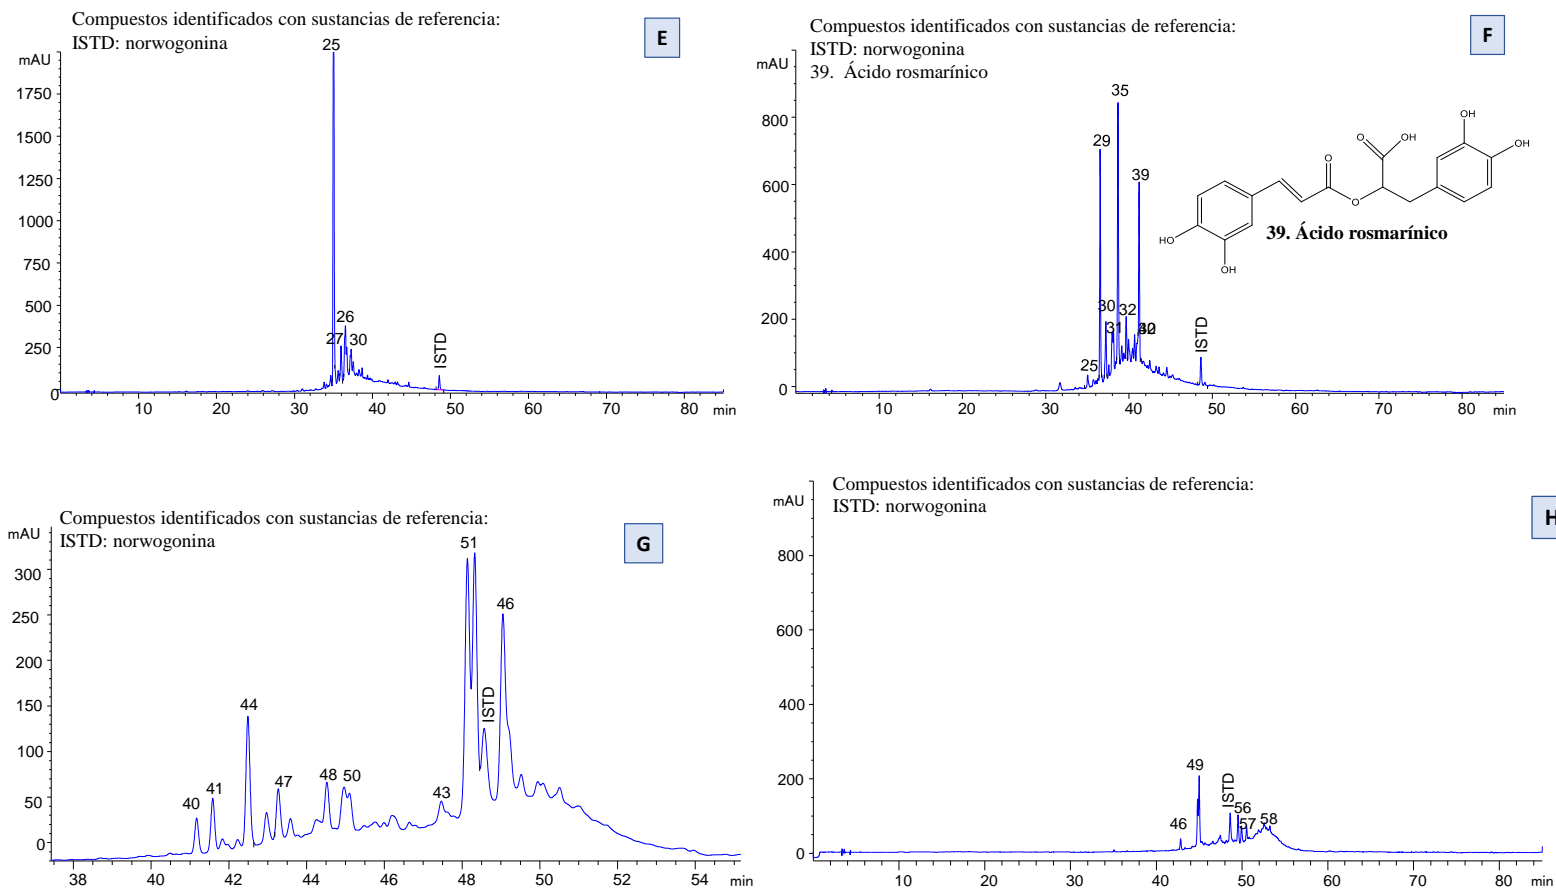 Compuestos identificados con sustancias de referencia:
ISTD: norwogonina
E
mAU
25
1750
1500
1250
1000
750
500
250
0
27
26
30
ISTD
10
20
30
40
50
60
70
80
min
Compuestos identificados con sustancias de referencia:
ISTD: norwogonina
39. Ácido rosmarínico
F
mAU
800
600
400
200
0
35
29
39
30
31
32
25
40
ISTD
OH
O
OH
OH
O
O
HO
OH
39. Ácido rosmarínico
10
20
30
40
50
60
70
80
min
Compuestos identificados con sustancias de referencia:
ISTD: norwogonina
G
mAU
300
250
200
150
100
50
0
40
41
44
47
48
50
43
51
ISTD
46
38
40
42
44
46
48
50
52
54
min
Compuestos identificados con sustancias de referencia:
ISTD: norwogonina
H
mAU
800
600
400
200
0
46
49
ISTD
56
57
58
10
20
30
40
50
60
70
80
min